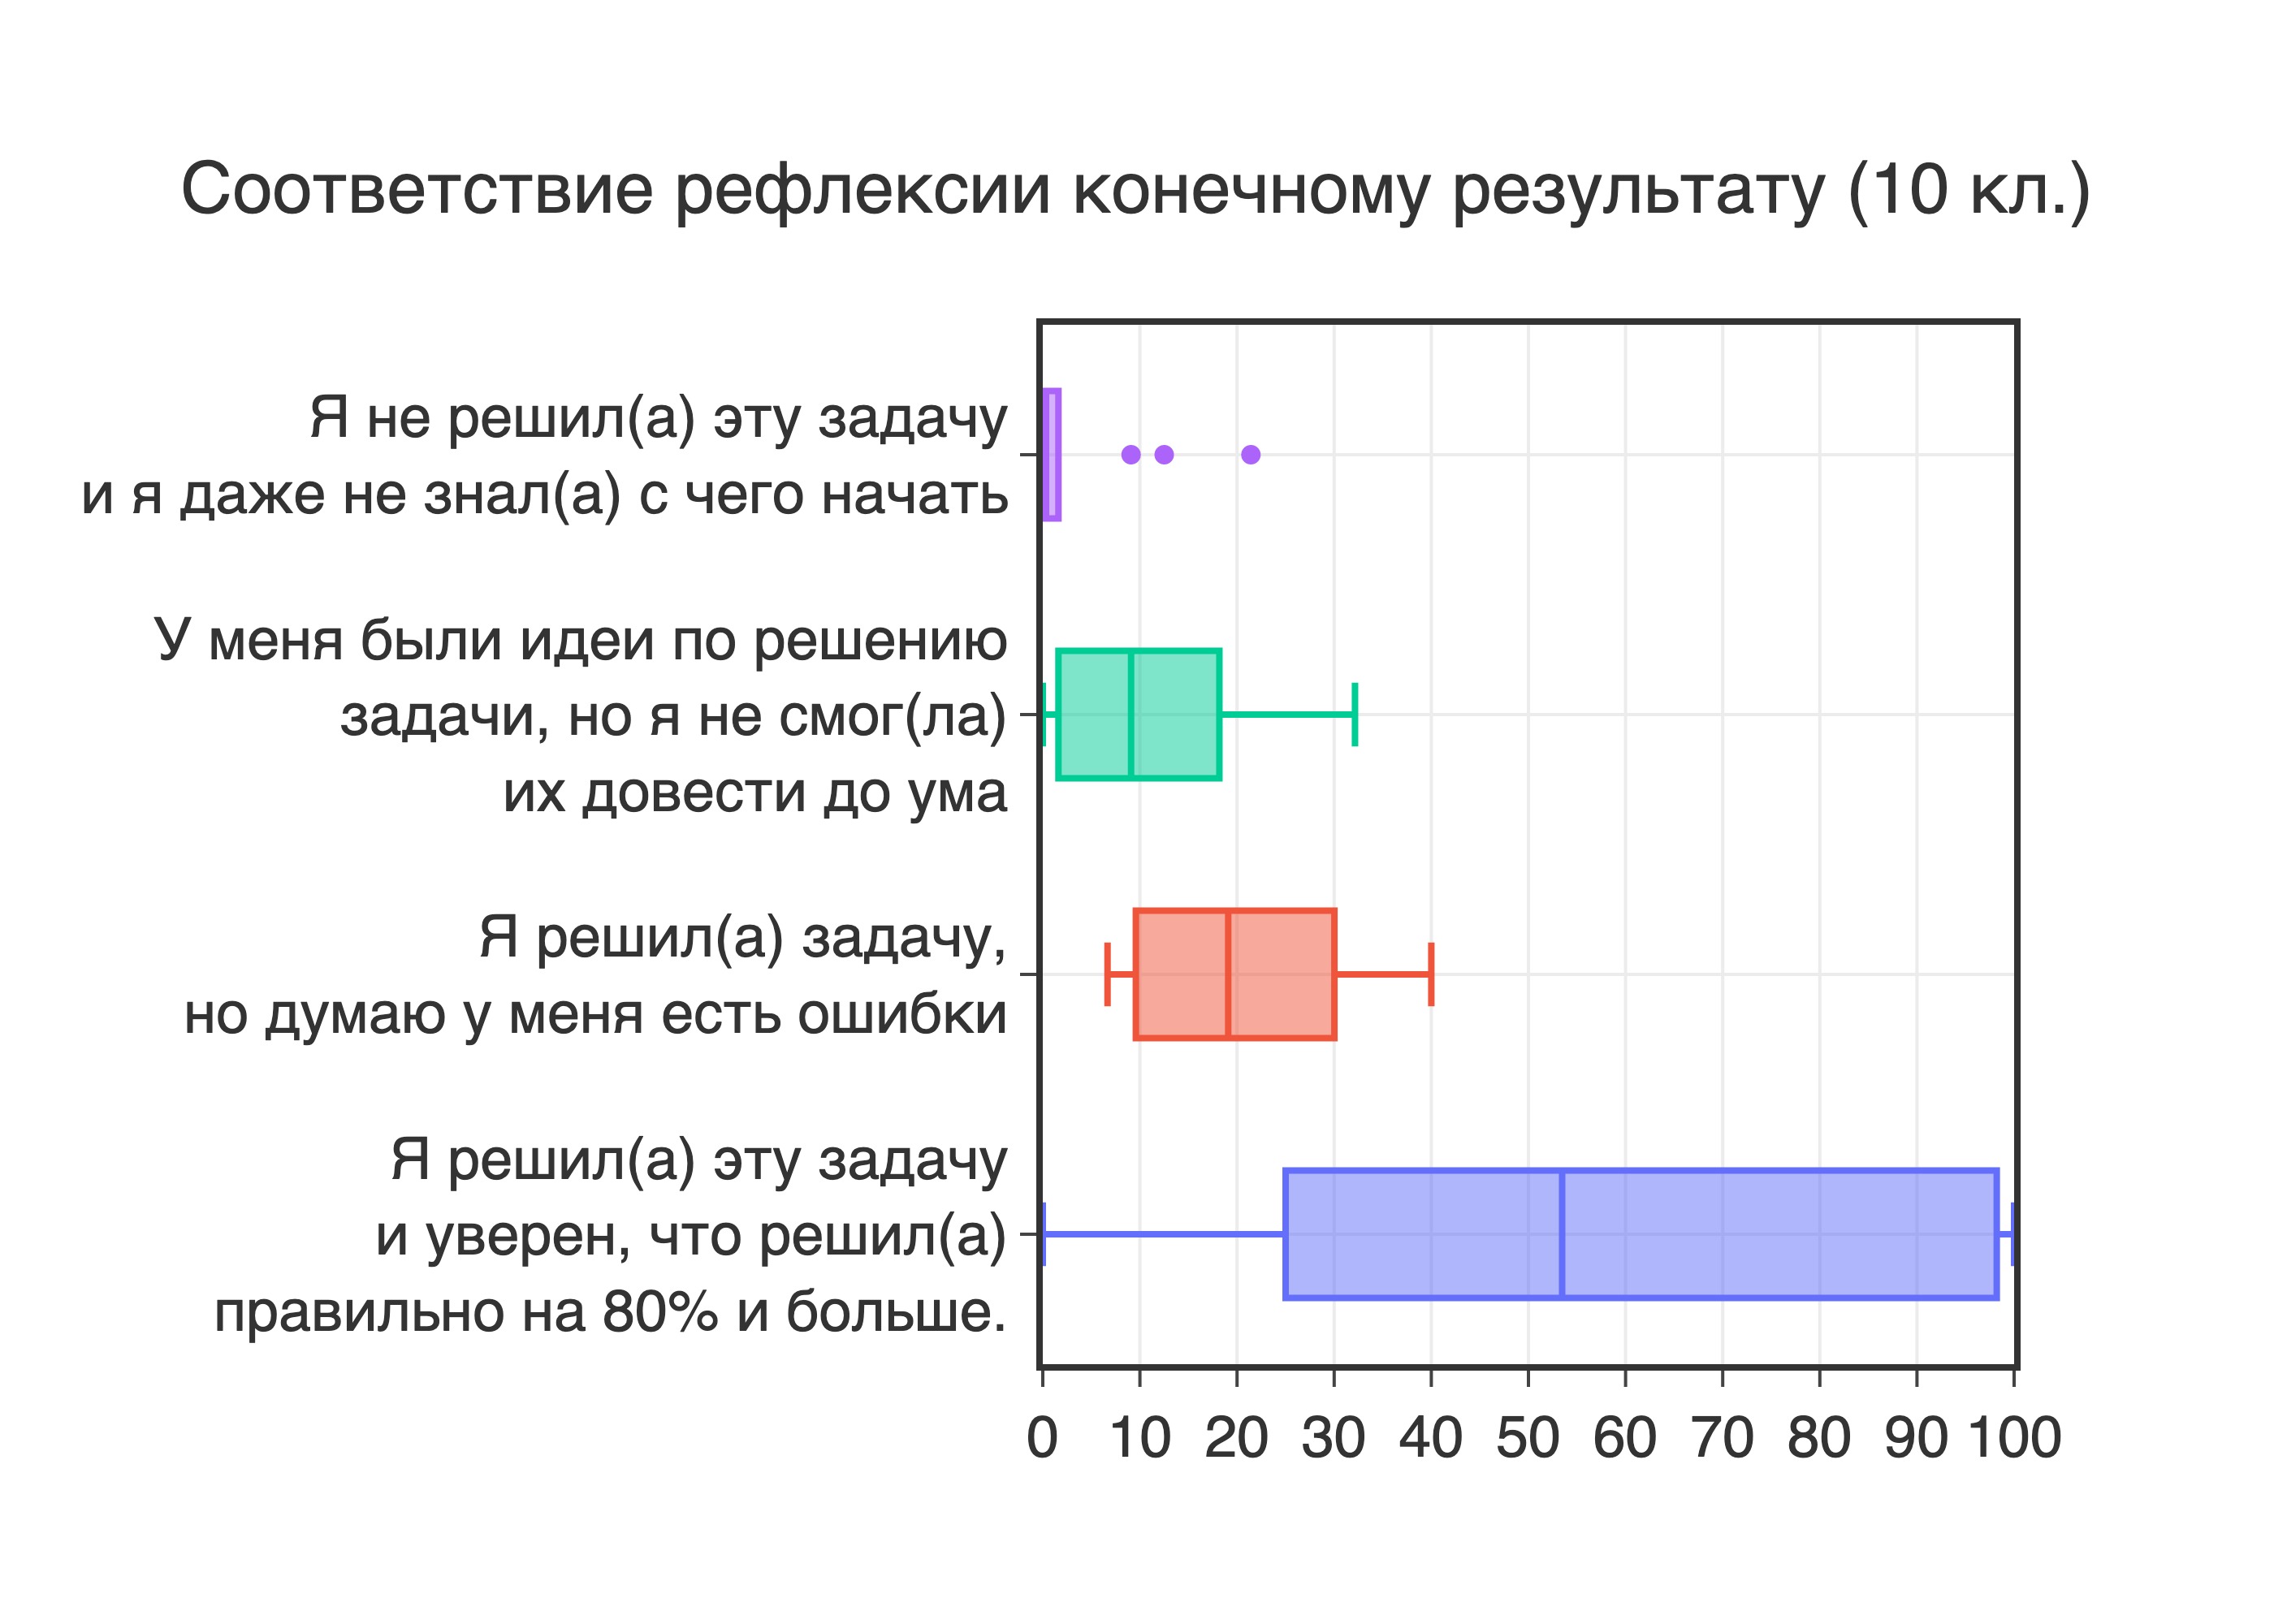 Соответствие рефлексии конечному результату (10 кл.)
Я не решил(а) эту задачу
и я даже не знал(а) с чего начать
У меня были идеи по решению
задачи, но я не смог(ла)
их довести до ума
Я решил(а) задачу,
но думаю у меня есть ошибки
Я решил(а) эту задачу
и уверен, что решил(а)
правильно на 80% и больше.
0 10 20 30 40 50 60 70 80 90 100